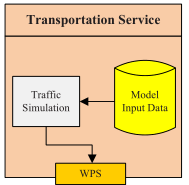 Transportation Service
Traffic
Simulation
Model
Input Data
WPS